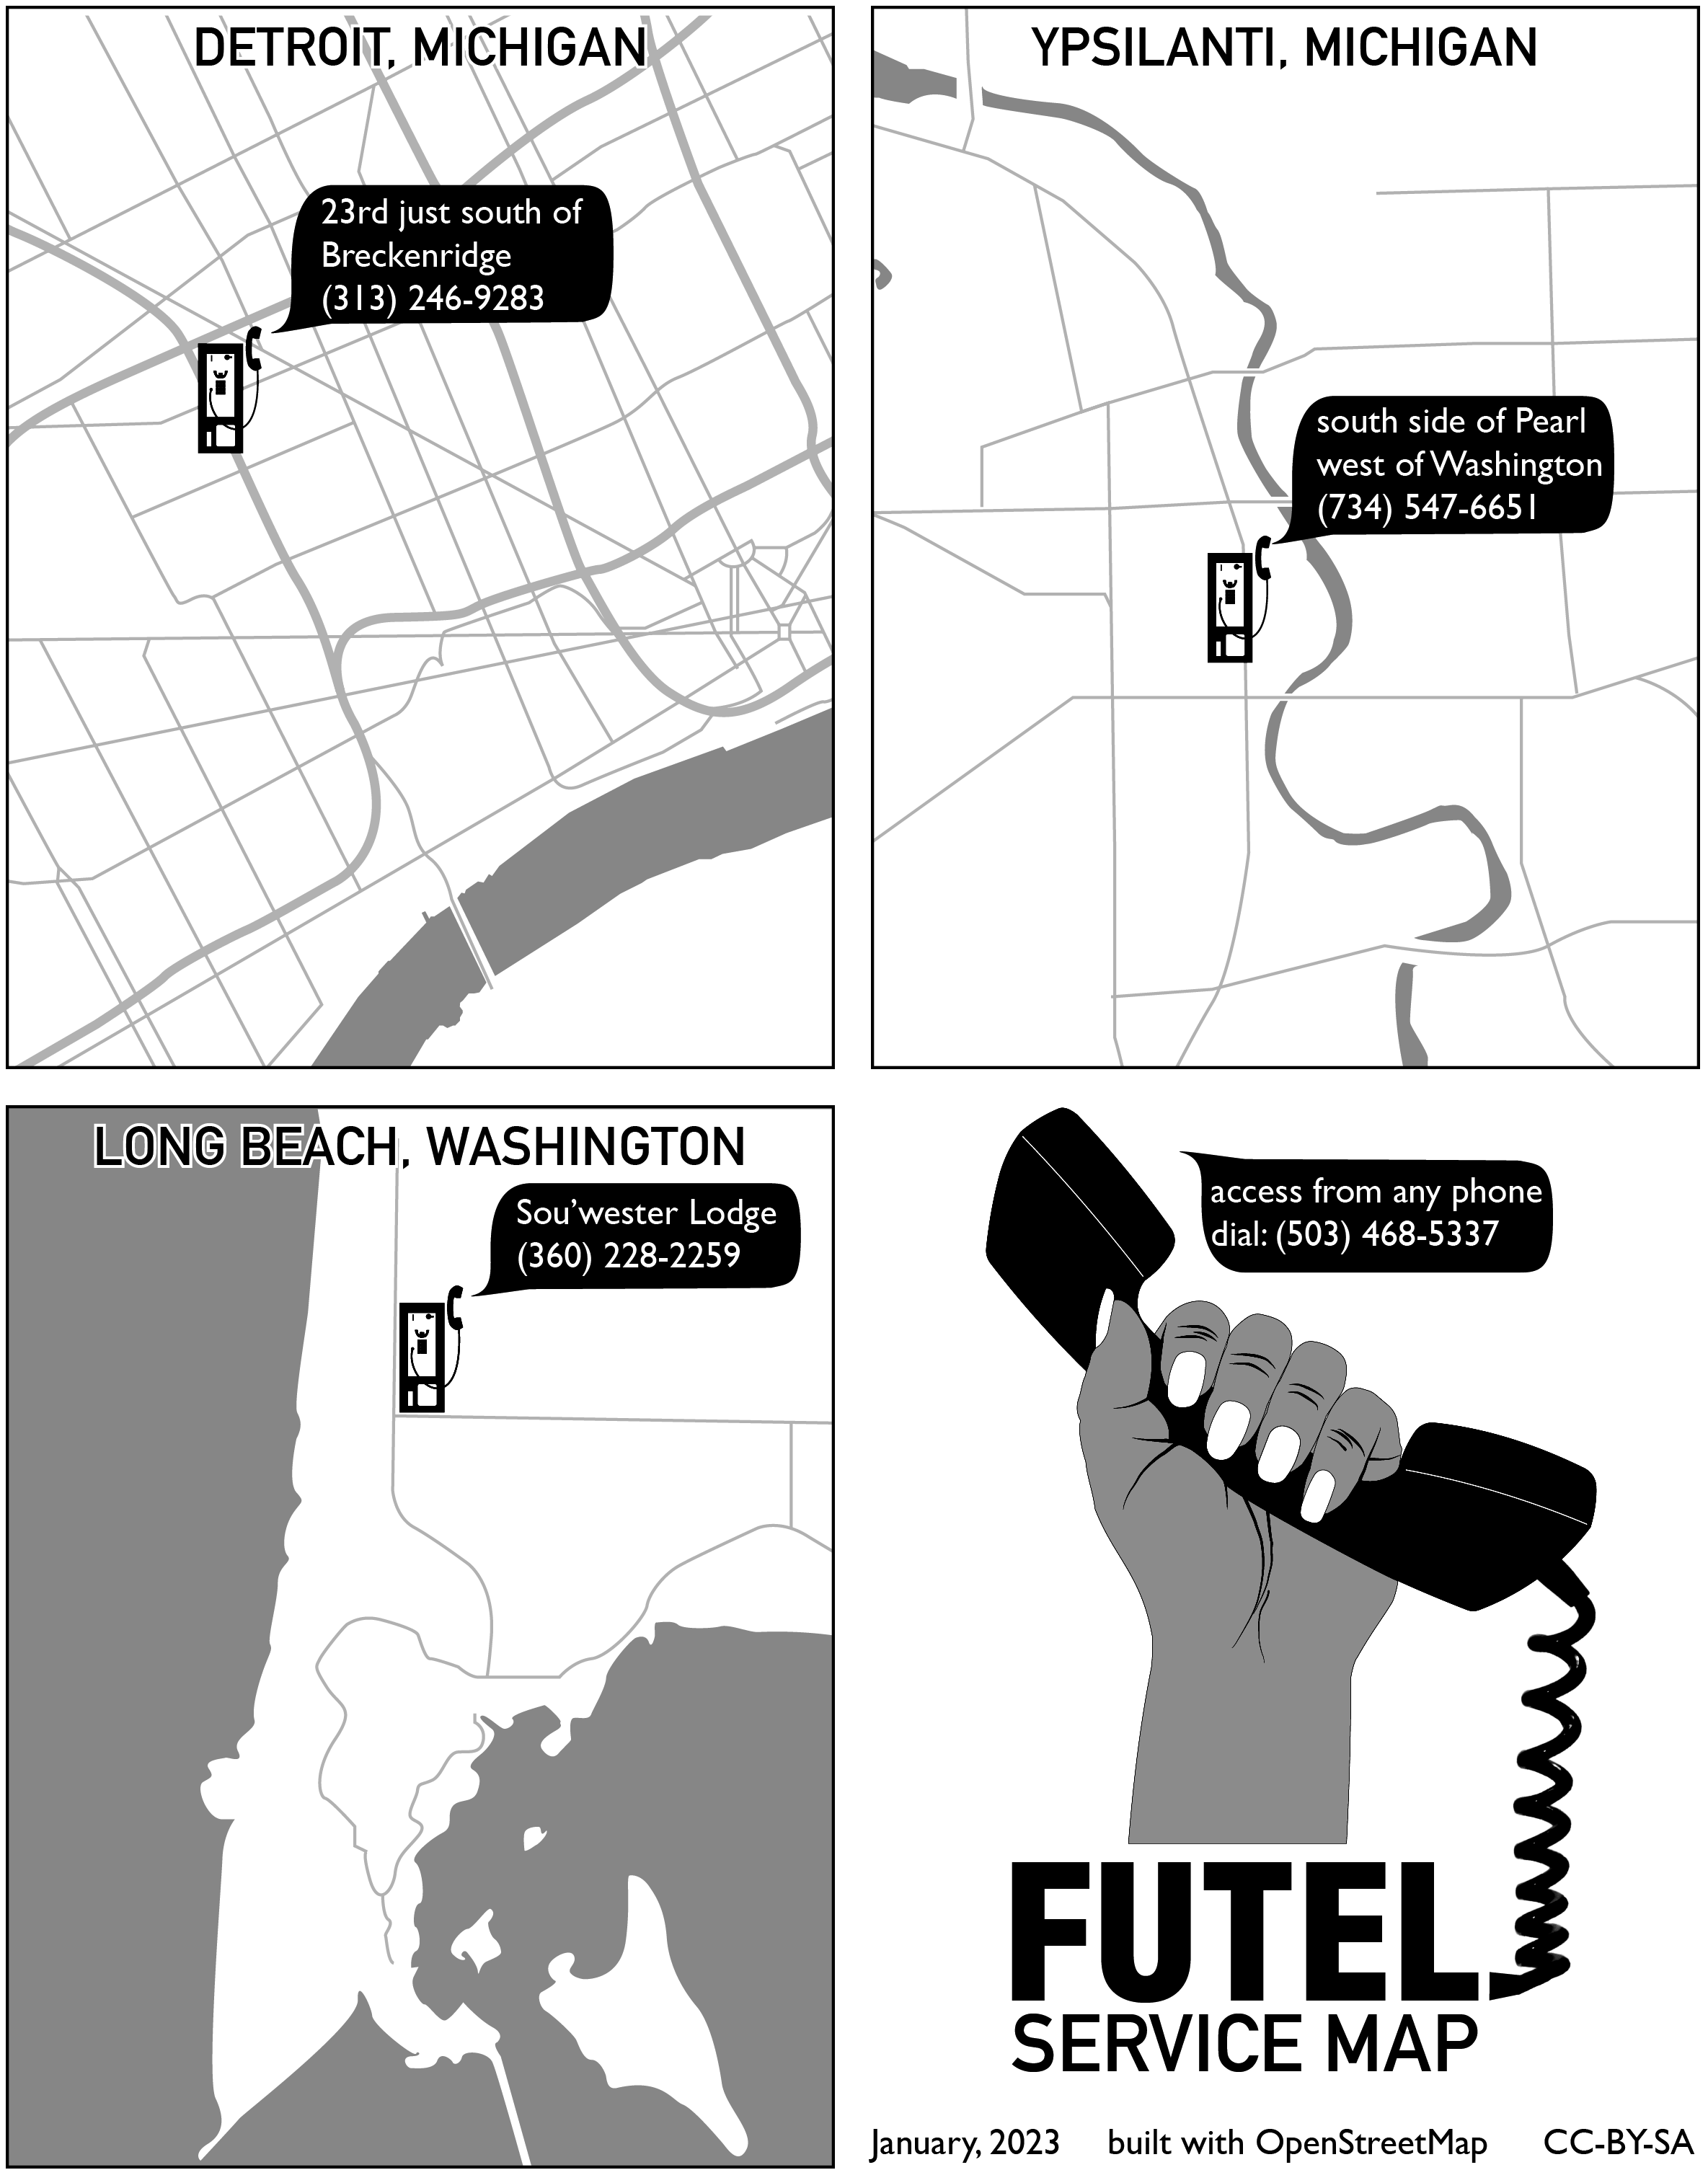 DETROIT, MICHIGAN
23rd just south of
Breckenridge
(313) 246-9283
YPSILANTI, MICHIGAN
south side of Pearl
west of Washington
(734) 547-6651
LONG BEACH, WASHINGTON
Sou’wester Lodge
(360) 228-2259
access from any phone
dial: (503) 468-5337
FUTEL
SERVICE MAP
January, 2023 built with OpenStreetMap CC-BY-SA